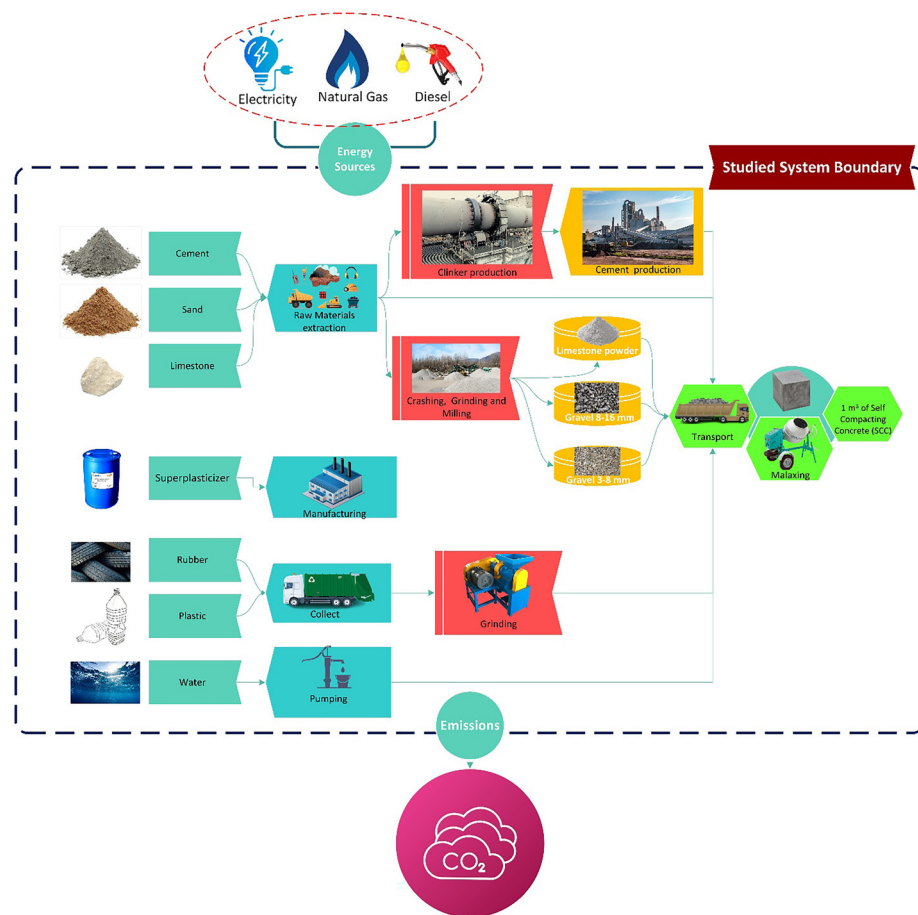 Electricity
Natural Gas
Diesel
Energy
Sources
Studied System Boundary
Cement
Sand
Limestone
Raw Materials
extraction
Clinker production
Cement production
Crashing, Grinding and
Milling
Limestone powder
Gravel 8-16 mm
Gravel 3-8 mm
Transport
Malaxing
1 m³ of Self
Compacting
Concrete (SCC)
Superplasticizer
Manufacturing
Rubber
Plastic
Collect
Grinding
Water
Pumping
Emissions
CO₂